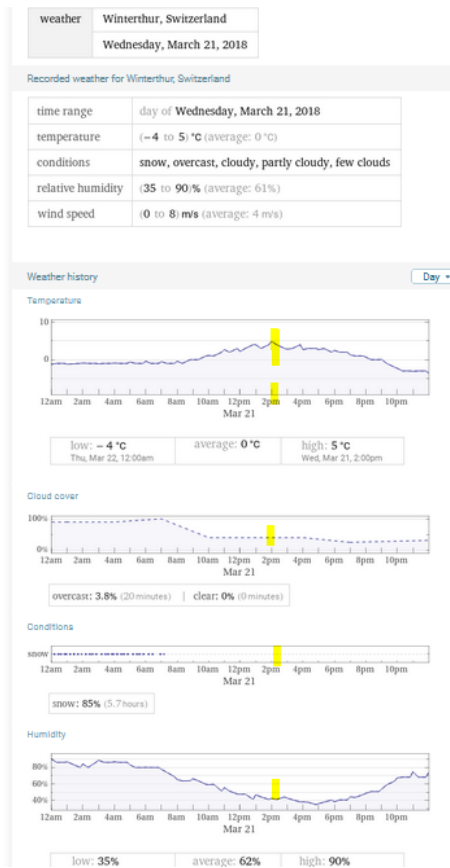 weather
Winterthur, Switzerland
Wednesday, March 21, 2018
Recorded weather for Winterthur, Switzerland
time range day of Wednesday, March 21, 2018
temperature (−4 to 5) °C (average: 0 °C)
conditions snow, overcast, cloudy, partly cloudy, few clouds
relative humidity (35 to 90)% (average: 61%)
wind speed (0 to 8) m/s (average: 4 m/s)
Weather history Day
Temperature
10
0
12am 2am 4am 6am 8am 10am 12pm 2pm 4pm 6pm 8pm 10pm
Mar 21
low: −4 °C average: 0 °C high: 5 °C
Thu, Mar 22, 12:00am Wed, Mar 21, 2:00pm
Cloud cover
100%
0%
12am 2am 4am 6am 8am 10am 12pm 2pm 4pm 6pm 8pm 10pm
Mar 21
overcast: 3.8% (20 minutes) | clear: 0% (0 minutes)
Conditions
snow
12am 2am 4am 6am 8am 10am 12pm 2pm 4pm 6pm 8pm 10pm
Mar 21
snow: 85% (5.7 hours)
Humidity
80%
60%
40%
12am 2am 4am 6am 8am 10am 12pm 2pm 4pm 6pm 8pm 10pm
Mar 21
low: 35% average: 62% high: 90%